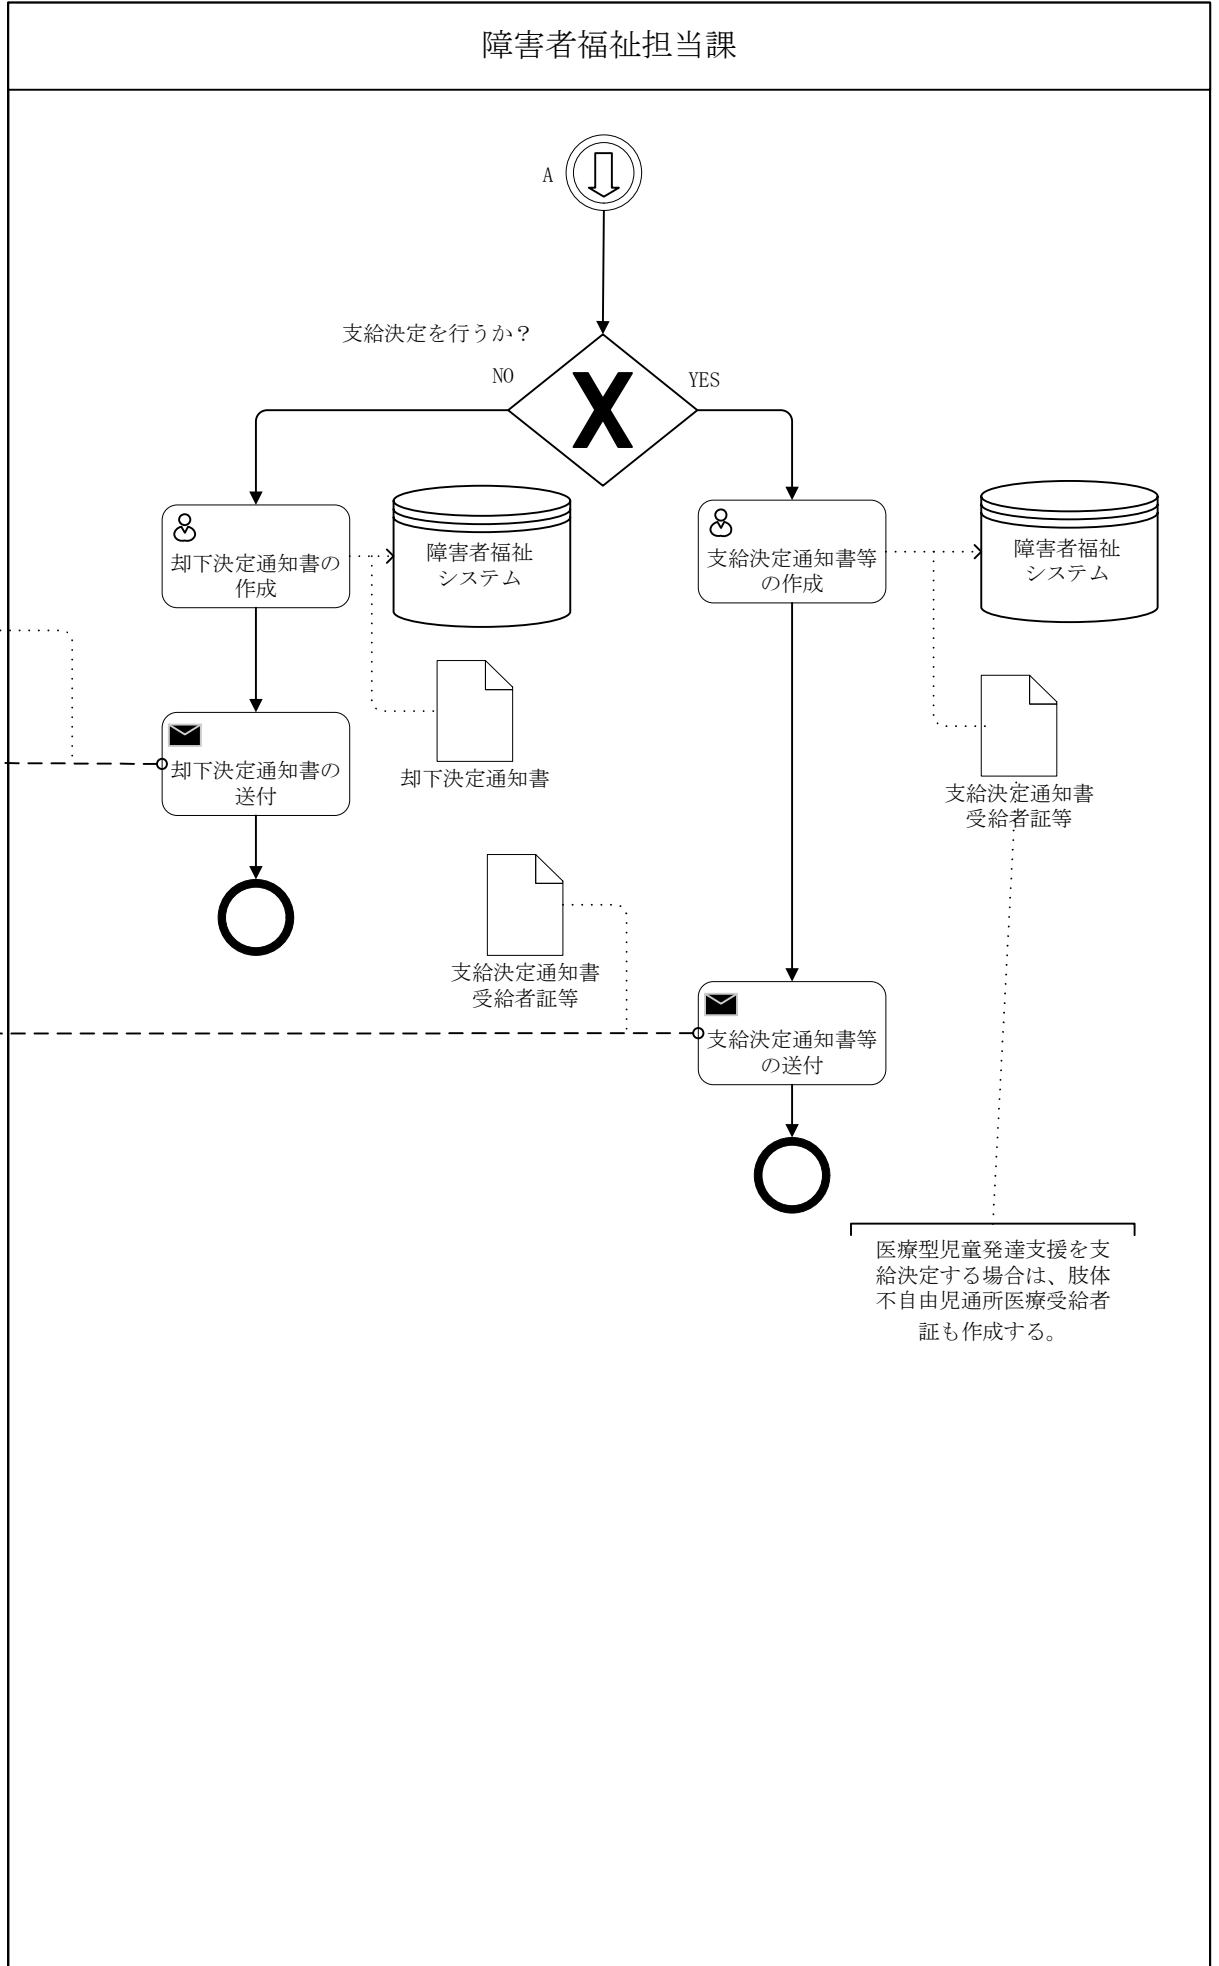 障害者福祉担当課
A
支給決定を行うか？
NO
YES
却下決定通知書の
作成
障害者福祉
システム
支給決定通知書等
の作成
障害者福祉
システム
却下決定通知書の
送付
却下決定通知書
支給決定通知書
受給者証等
支給決定通知書
受給者証等
支給決定通知書等
の送付
医療型児童発達支援を支
給決定する場合は、肢体
不自由児通所医療受給者
証も作成する。